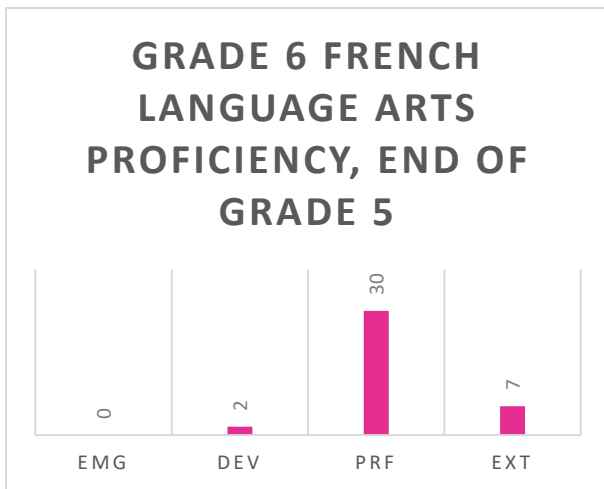 GRADE 6 FRENCH
LANGUAGE ARTS
PROFICIENCY, END OF
GRADE 5
0
2
30
7
EMG DEV PRF EXT